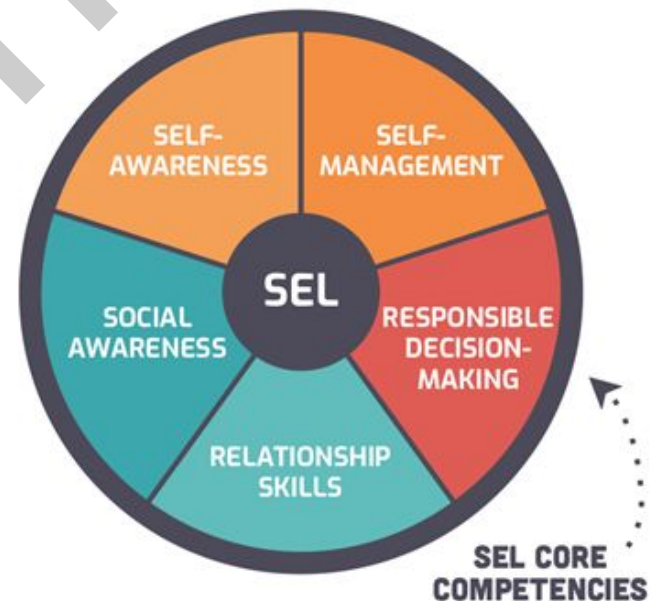 SELF-
AWARENESS
SELF-
MANAGEMENT
SEL
SOCIAL
AWARENESS
RESPONSIBLE
DECISION-
MAKING
RELATIONSHIP
SKILLS
SEL CORE
COMPETENCIES